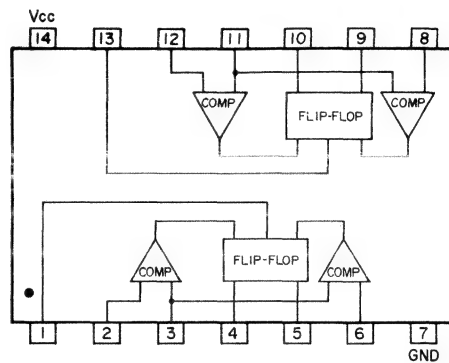 Vcc
14 13 12 11 10 9 8
COMP FLIP-FLOP COMP
COMP FLIP-FLOP COMP
1 2 3 4 5 6 7
GND